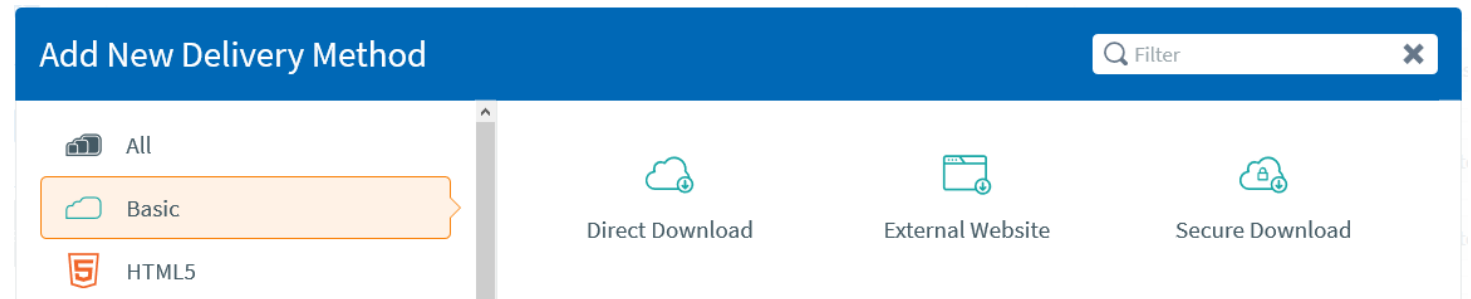 Add New Delivery Method
Filter
All
Basic
HTML5
Direct Download
External Website
Secure Download